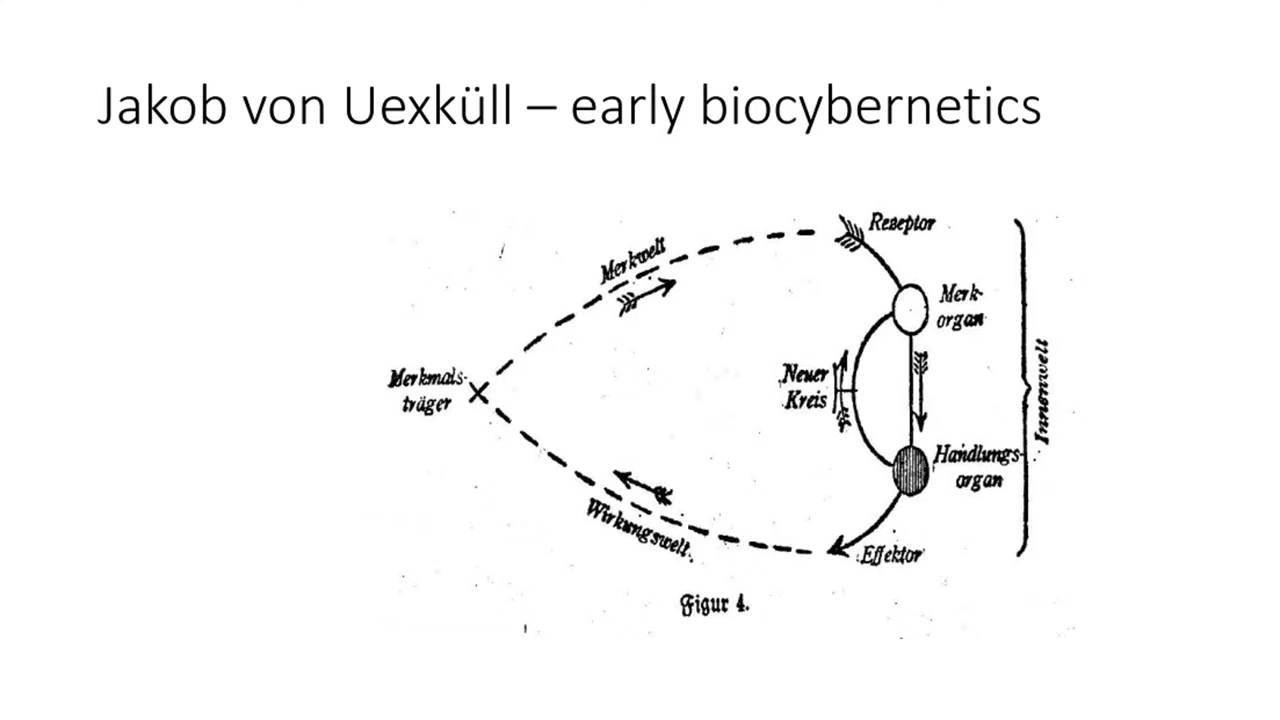 Jakob von Uexküll – early biocybernetics
Rezeptor
Merkwelt
Merk-
organ
Merkmals-
träger
Neuer
Kreis
Innenwelt
Handlungs-
organ
Wirkungswelt.
Effektor
Figur 4.